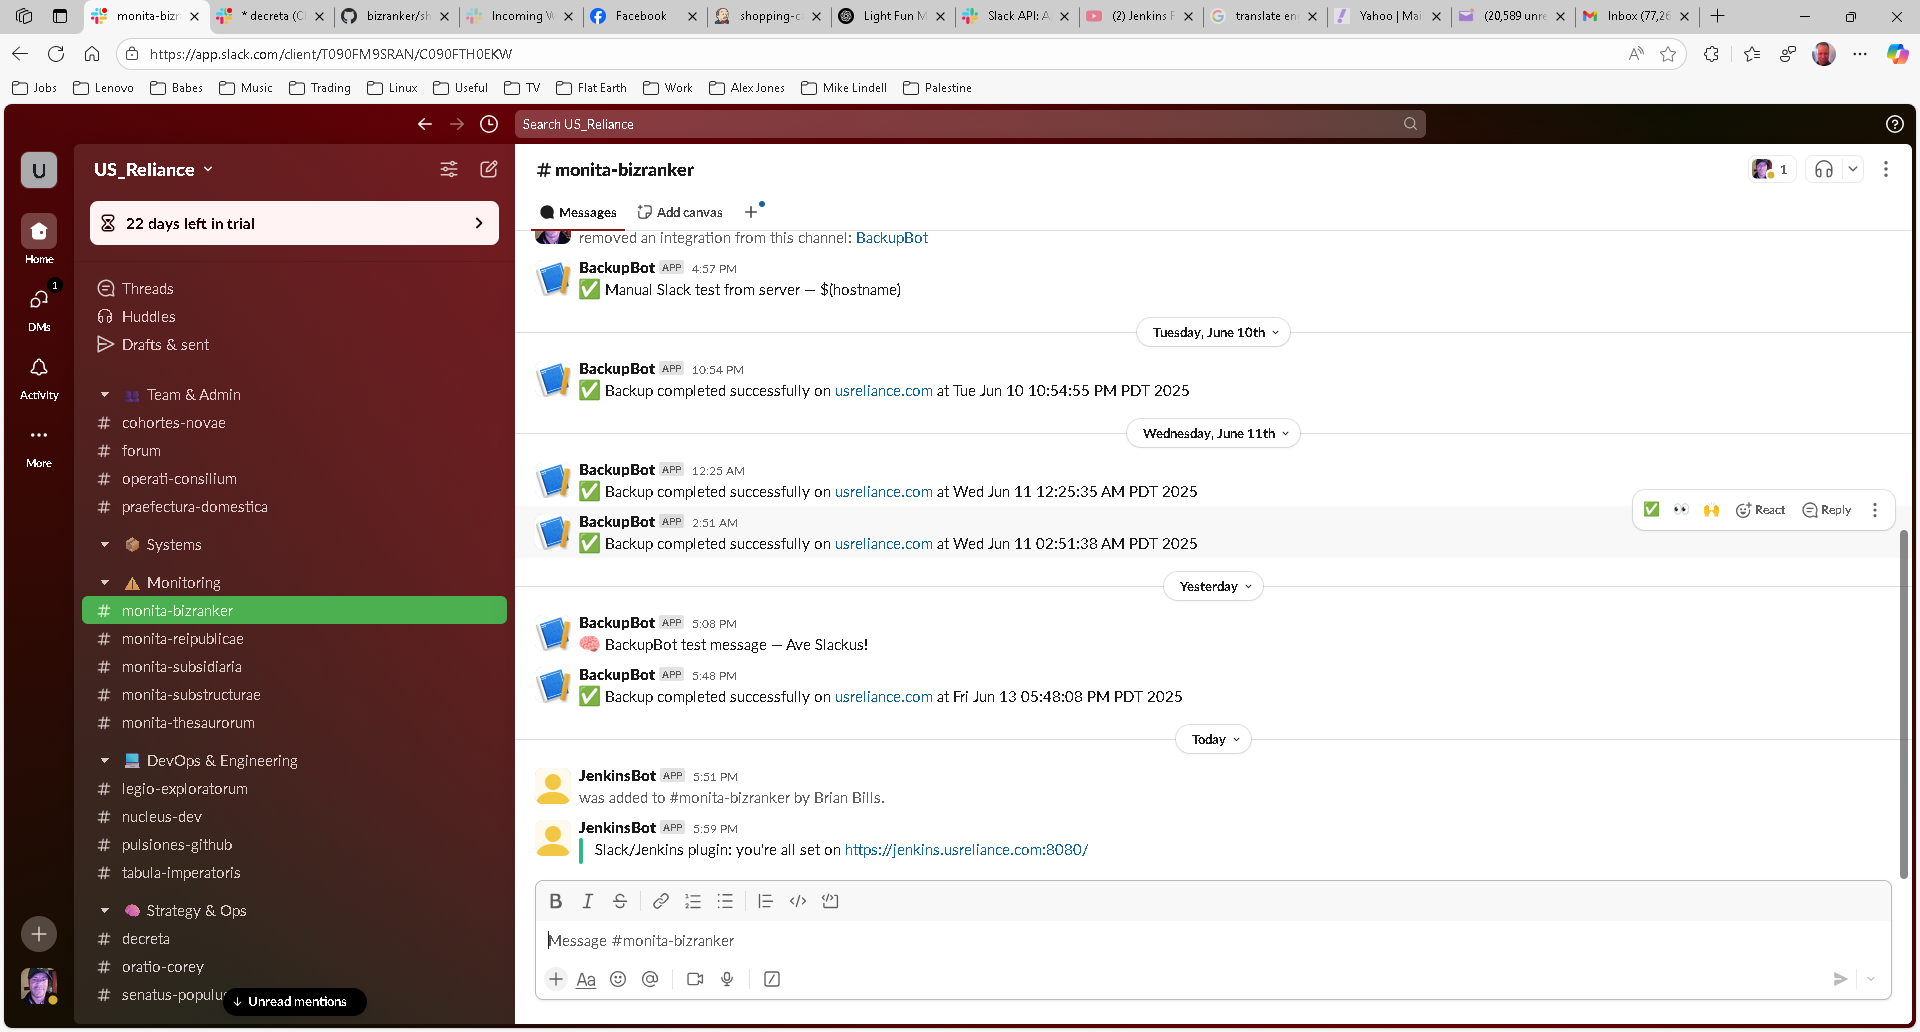 monita-bizr
* decreta (C
bizranker/sh
Incoming W
Facebook
shopping-c
Light Fun M
Slack API: A
(2) Jenkins F
translate en
Yahoo | Mai
(20,589 unre
Inbox (77,26
https://app.slack.com/client/T090FM9SRAN/C090FTH0EKW
Jobs
Lenovo
Babes
Music
Trading
Linux
Useful
TV
Flat Earth
Work
Alex Jones
Mike Lindell
Palestine
Search US_Reliance
U
Home
1
DMs
Activity
More
US_Reliance
22 days left in trial
Threads
Huddles
Drafts & sent
Team & Admin
# cohortes-novae
# forum
# operati-consilium
# praefectura-domestica
Systems
Monitoring
# monita-bizranker
# monita-reipublicae
# monita-subsidiaria
# monita-substructurae
# monita-thesaurorum
DevOps & Engineering
# legio-exploratorum
# nucleus-dev
# pulsiones-github
# tabula-imperatoris
Strategy & Ops
# decreta
# oratio-corey
# senatus-populu
↓ Unread mentions
# monita-bizranker
1
Messages
Add canvas
removed an integration from this channel: BackupBot
BackupBot APP 4:57 PM
✅ Manual Slack test from server — $(hostname)
Tuesday, June 10th
BackupBot APP 10:54 PM
✅ Backup completed successfully on usreliance.com at Tue Jun 10 10:54:55 PM PDT 2025
Wednesday, June 11th
BackupBot APP 12:25 AM
✅ Backup completed successfully on usreliance.com at Wed Jun 11 12:25:35 AM PDT 2025
BackupBot APP 2:51 AM
✅ Backup completed successfully on usreliance.com at Wed Jun 11 02:51:38 AM PDT 2025
React
Reply
Yesterday
BackupBot APP 5:08 PM
🧠 BackupBot test message — Ave Slackus!
BackupBot APP 5:48 PM
✅ Backup completed successfully on usreliance.com at Fri Jun 13 05:48:08 PM PDT 2025
Today
JenkinsBot APP 5:51 PM
was added to #monita-bizranker by Brian Bills.
JenkinsBot APP 5:59 PM
Slack/Jenkins plugin: you're all set on https://jenkins.usreliance.com:8080/
B I S
Message #monita-bizranker
Aa